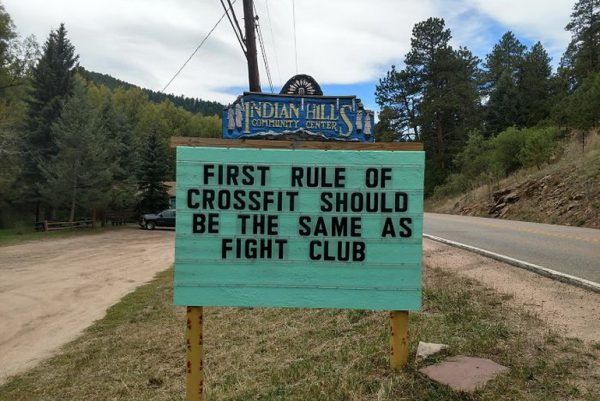 INDIAN HILLS
COMMUNITY CENTER
FIRST RULE OF
CROSSFIT SHOULD
BE THE SAME AS
FIGHT CLUB